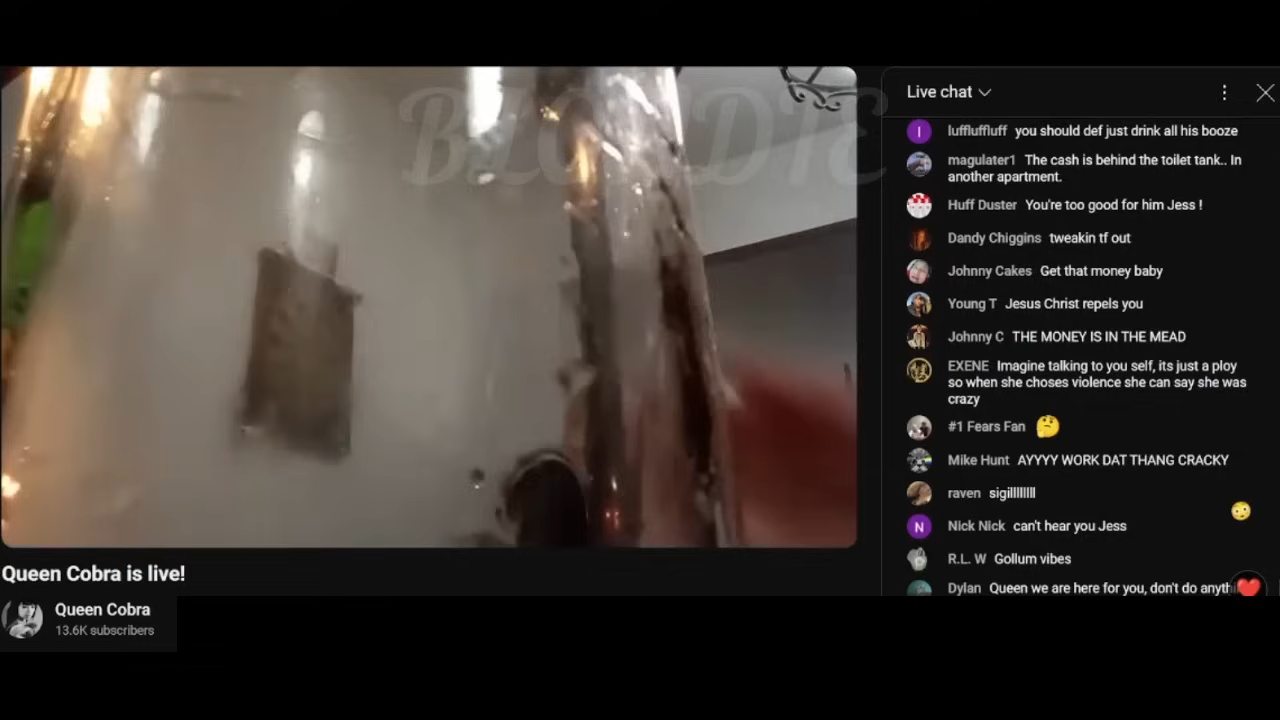 BLONDIE
Live chat
I luffluffluff you should def just drink all his booze
magulater1 The cash is behind the toilet tank.. In
another apartment.
Huff Duster You're too good for him Jess !
Dandy Chiggins tweakin tf out
Johnny Cakes Get that money baby
Young T Jesus Christ repels you
Johnny C THE MONEY IS IN THE MEAD
EXENE Imagine talking to you self, its just a ploy
so when she choses violence she can say she was
crazy
#1 Fears Fan 🤔
Mike Hunt AYYYY WORK DAT THANG CRACKY
raven sigillllllll
N Nick Nick can't hear you Jess
R.L. W Gollum vibes
Dylan Queen we are here for you, don't do anyth
Queen Cobra is live!
Queen Cobra
13.6K subscribers